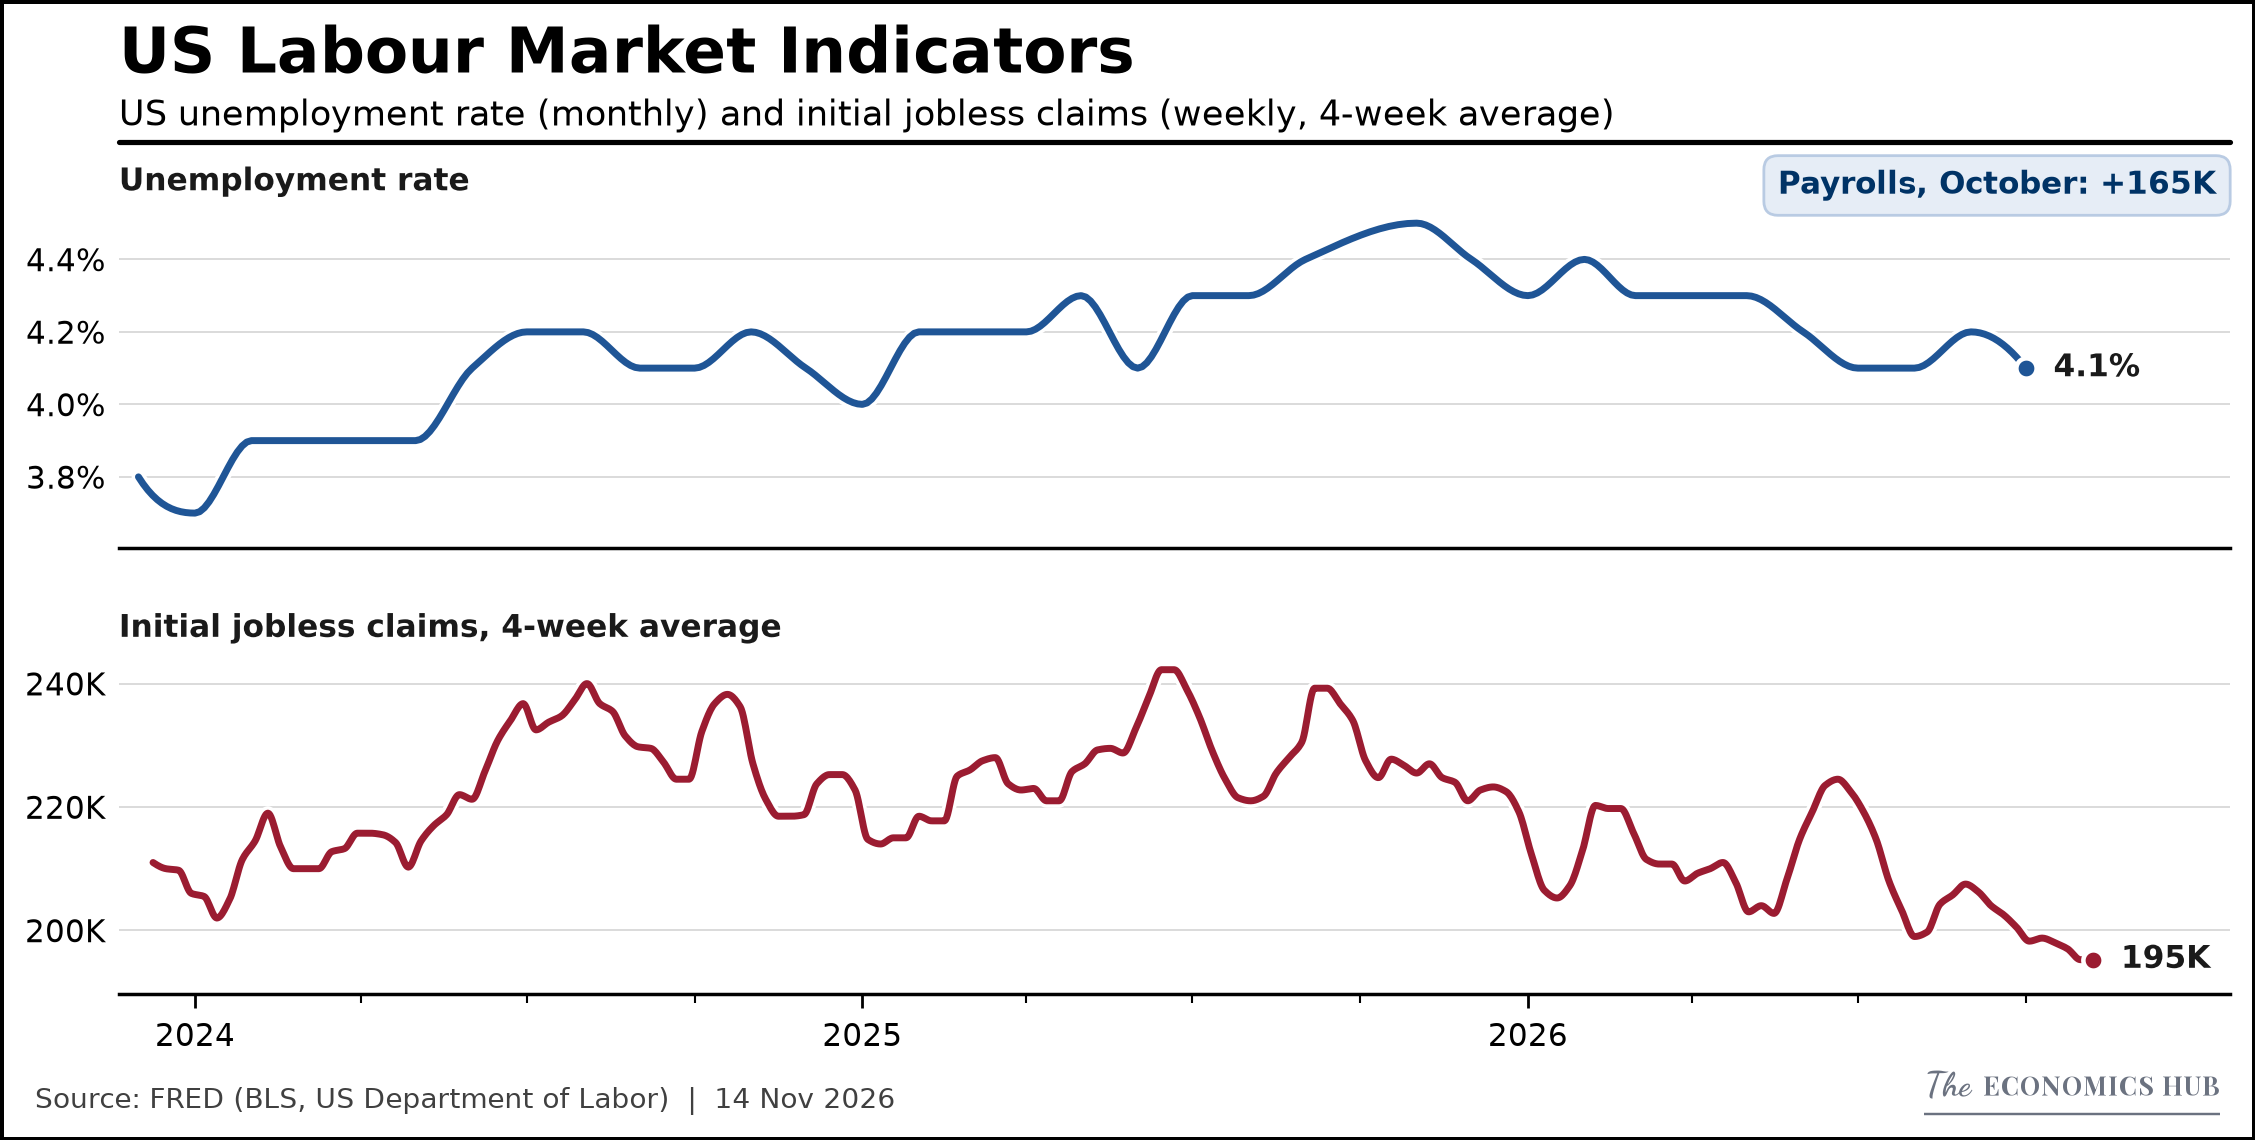 US Labour Market Indicators
US unemployment rate (monthly) and initial jobless claims (weekly, 4-week average)
Unemployment rate
Payrolls, October: +165K
4.4%
4.2%
4.1%
4.0%
3.8%
Initial jobless claims, 4-week average
240K
220K
200K
195K
2024 2025 2026
Source: FRED (BLS, US Department of Labor) | 14 Nov 2026
The ECONOMICS HUB